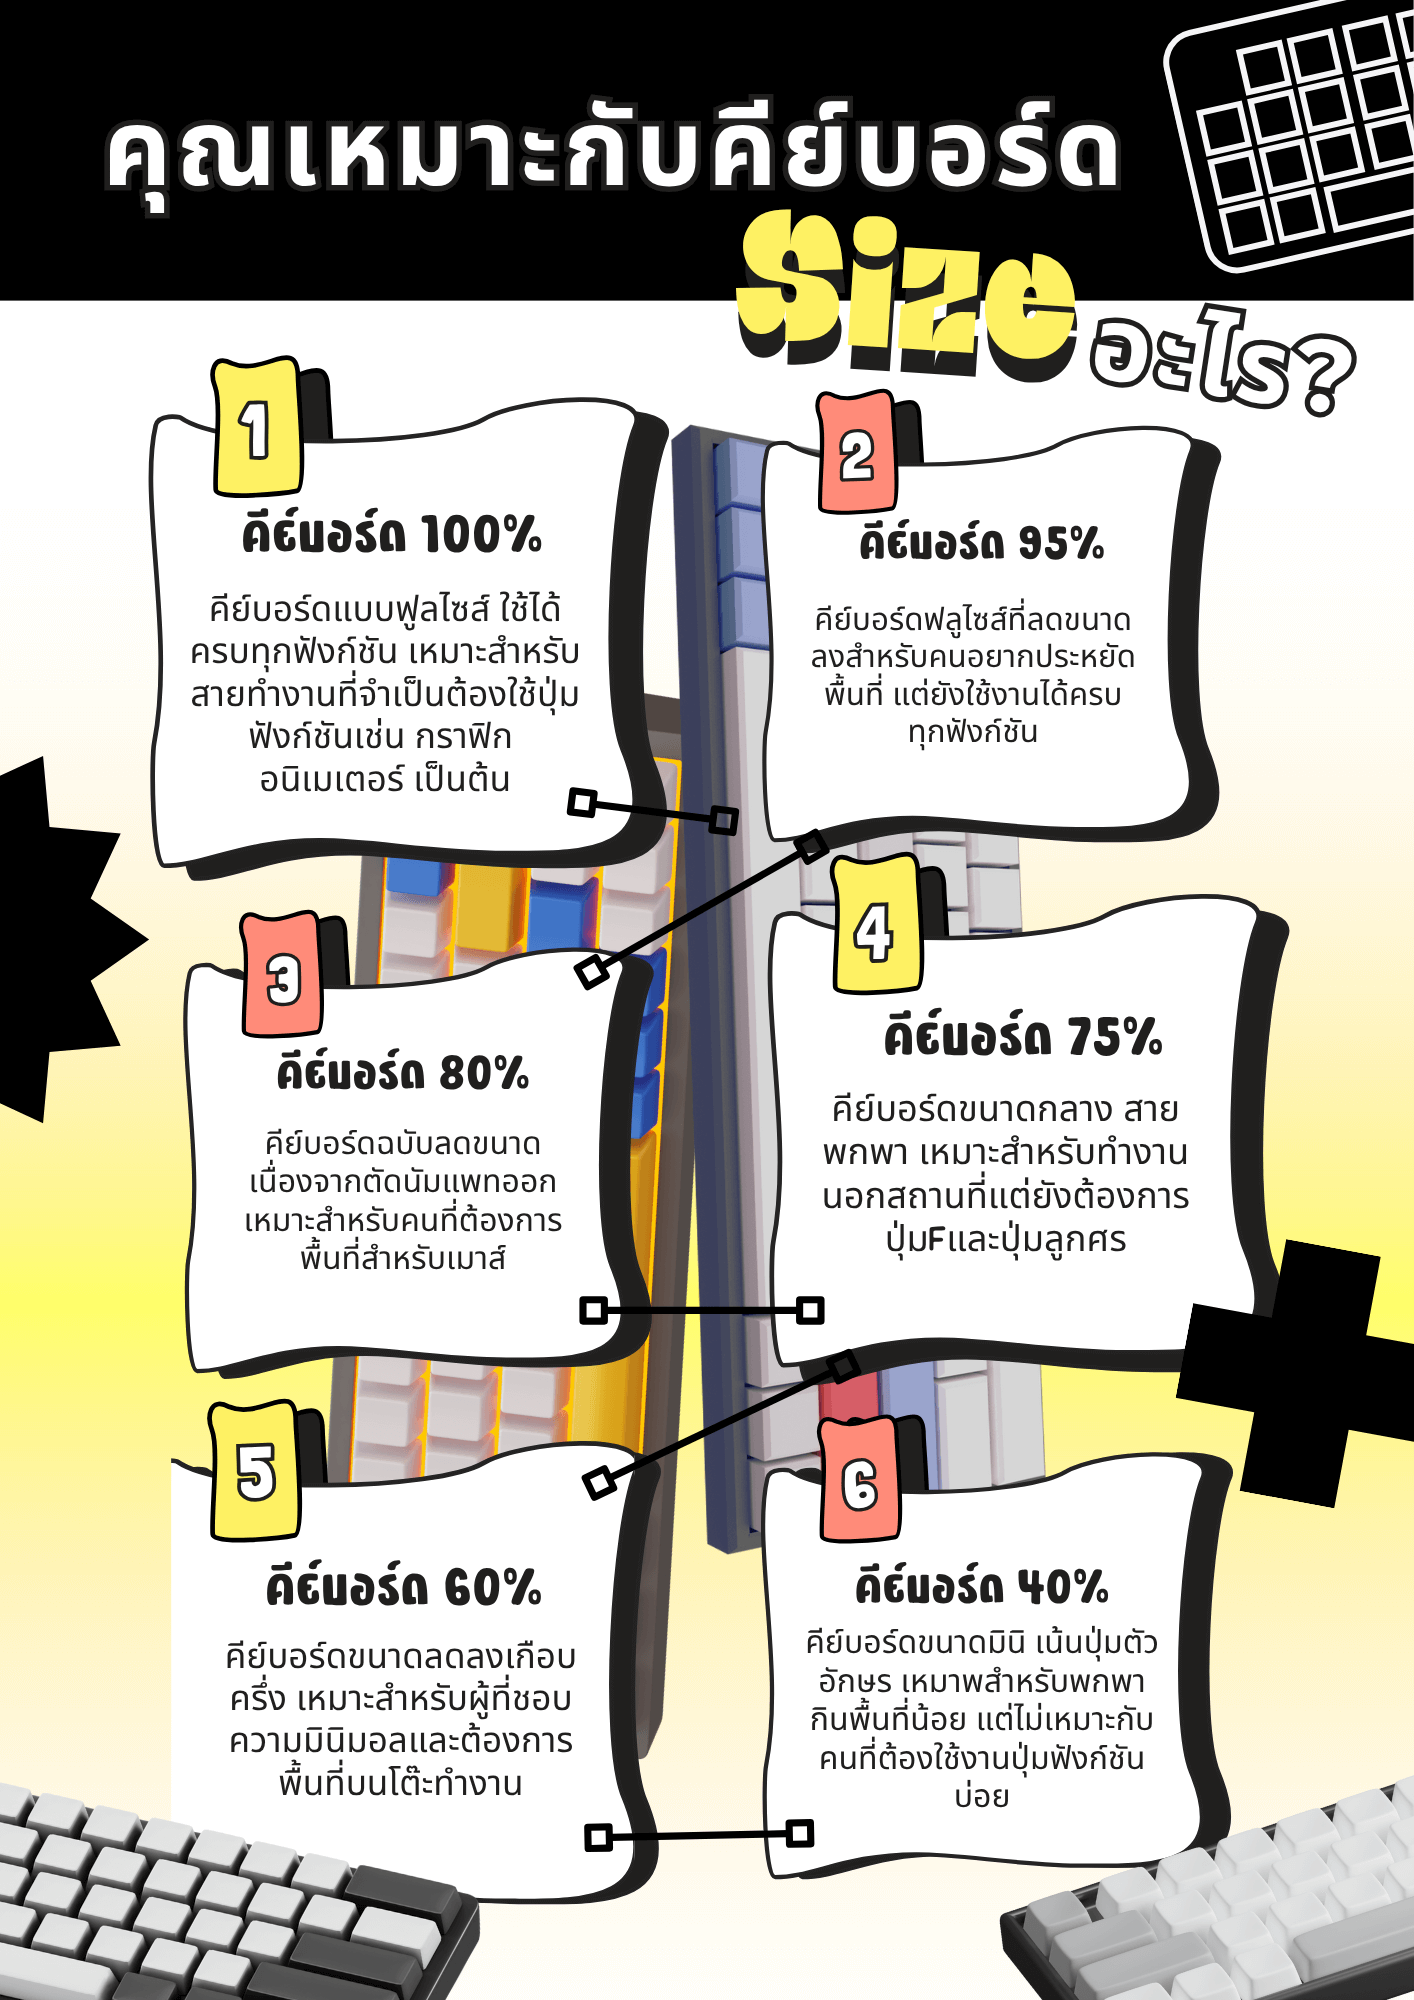 คุณเหมาะกับคีย์บอร์ด
Size
อะไร?
1
คีย์บอร์ด 100%
คีย์บอร์ดแบบฟูลไซส์ ใช้ได้
ครบทุกฟังก์ชัน เหมาะสำหรับ
สายทำงานที่จำเป็นต้องใช้ปุ่ม
ฟังก์ชันเช่น กราฟิก
อนิเมเตอร์ เป็นต้น
2
คีย์บอร์ด 95%
คีย์บอร์ดฟลูไซส์ที่ลดขนาด
ลงสำหรับคนอยากประหยัด
พื้นที่ แต่ยังใช้งานได้ครบ
ทุกฟังก์ชัน
3
คีย์บอร์ด 80%
คีย์บอร์ดฉบับลดขนาด
เนื่องจากตัดนัมแพทออก
เหมาะสำหรับคนที่ต้องการ
พื้นที่สำหรับเมาส์
4
คีย์บอร์ด 75%
คีย์บอร์ดขนาดกลาง สาย
พกพา เหมาะสำหรับทำงาน
นอกสถานที่แต่ยังต้องการ
ปุ่มFและปุ่มลูกศร
5
คีย์บอร์ด 60%
คีย์บอร์ดขนาดลดลงเกือบ
ครึ่ง เหมาะสำหรับผู้ที่ชอบ
ความมินิมอลและต้องการ
พื้นที่บนโต๊ะทำงาน
6
คีย์บอร์ด 40%
คีย์บอร์ดขนาดมินิ เน้นปุ่มตัว
อักษร เหมาพสำหรับพกพา
กินพื้นที่น้อย แต่ไม่เหมาะกับ
คนที่ต้องใช้งานปุ่มฟังก์ชัน
บ่อย